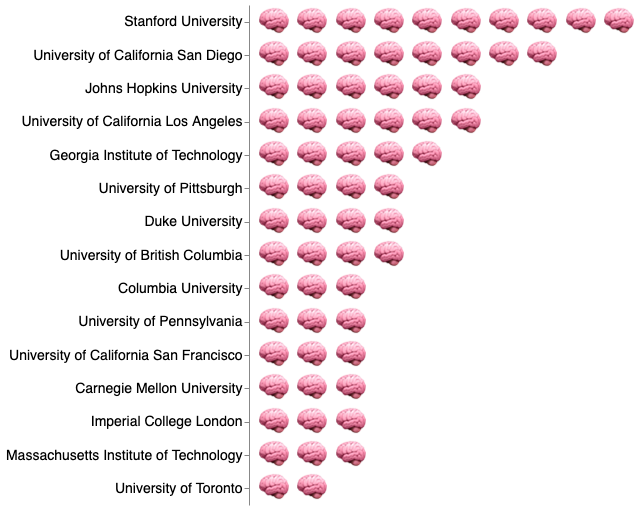 Stanford University
University of California San Diego
Johns Hopkins University
University of California Los Angeles
Georgia Institute of Technology
University of Pittsburgh
Duke University
University of British Columbia
Columbia University
University of Pennsylvania
University of California San Francisco
Carnegie Mellon University
Imperial College London
Massachusetts Institute of Technology
University of Toronto